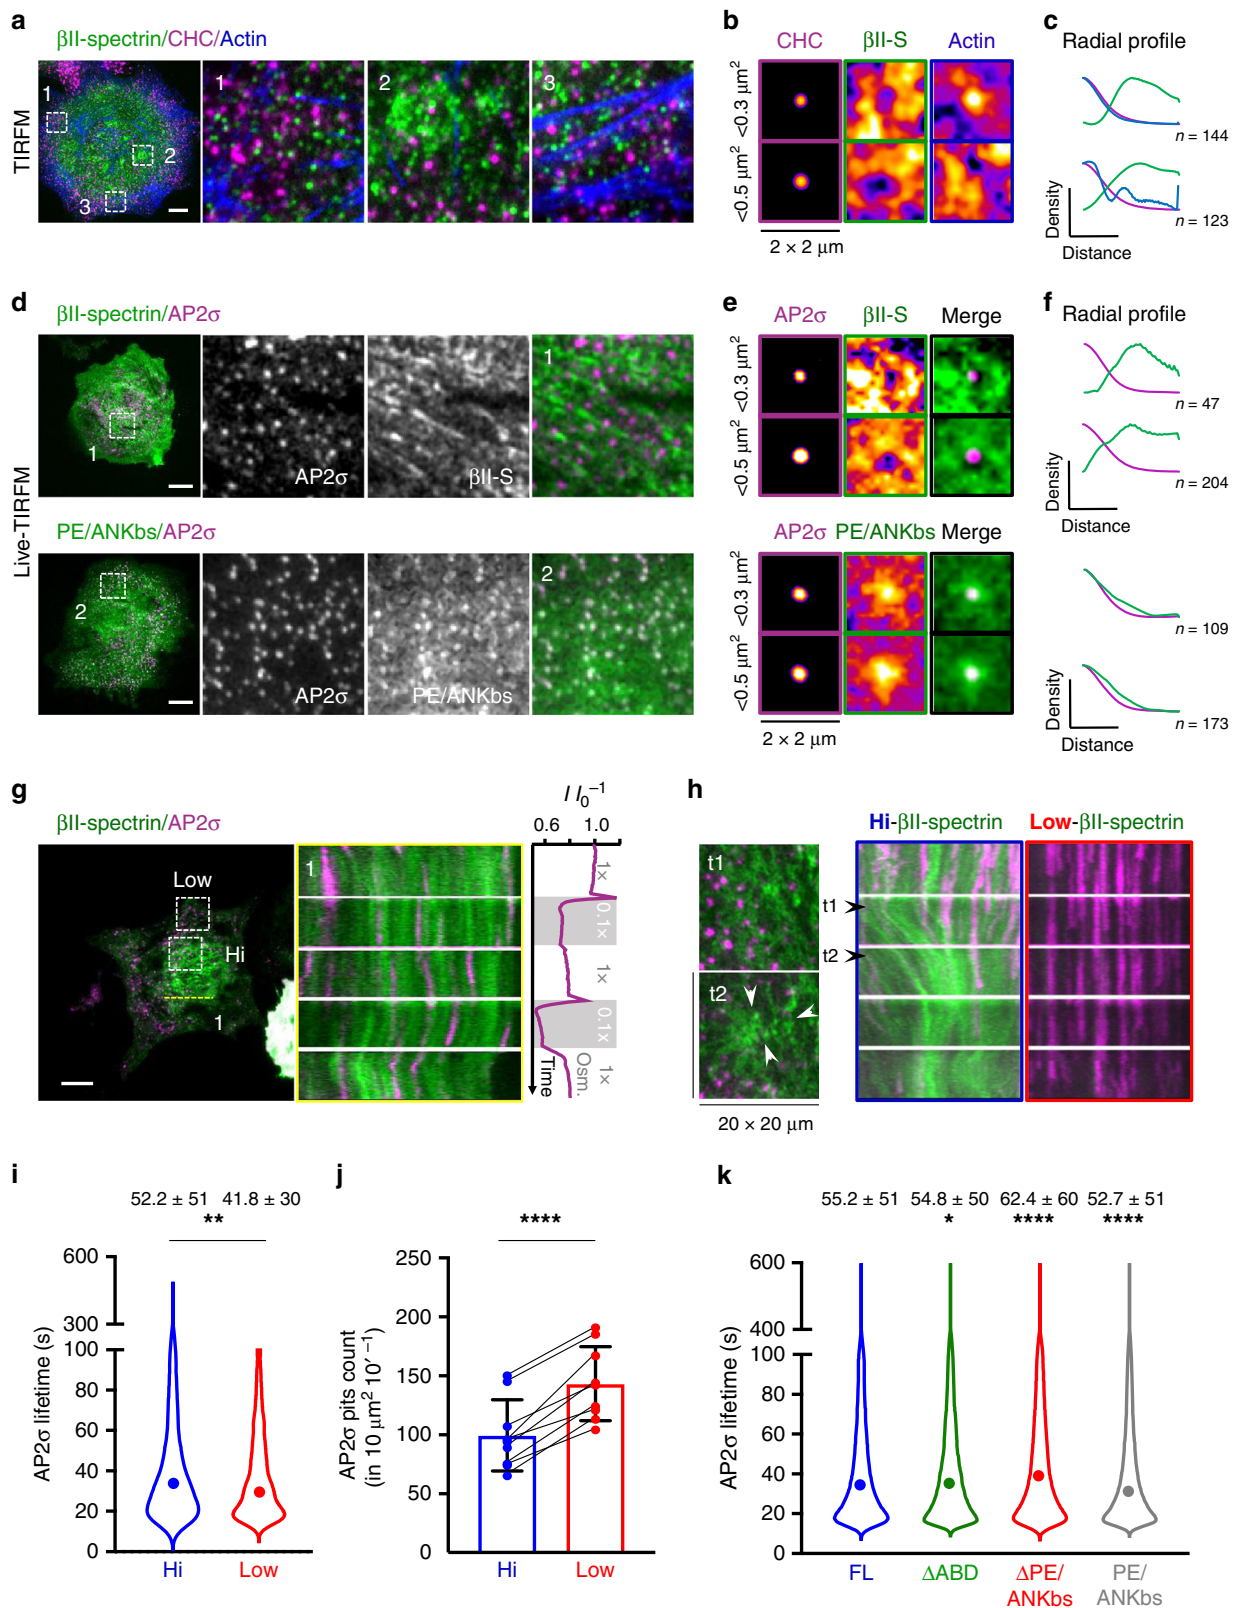 a
βII-spectrin/CHC/Actin
TIRFM
1
2
3
1
2
3
b
CHC
βII-S
Actin
<0.3 μm²
<0.5 μm²
2 × 2 μm
c
Radial profile
n = 144
n = 123
Density
Distance
d
βII-spectrin/AP2σ
Live-TIRFM
1
AP2σ
βII-S
1
PE/ANKbs/AP2σ
2
AP2σ
PE/ANKbs
2
e
AP2σ
βII-S
Merge
<0.3 μm²
<0.5 μm²
AP2σ
PE/ANKbs
Merge
<0.3 μm²
<0.5 μm²
2 × 2 μm
f
Radial profile
n = 47
n = 204
Density
Distance
n = 109
n = 173
Density
Distance
g
βII-spectrin/AP2σ
Low
Hi
1
1
I I₀⁻¹
0.6 1.0
1×
0.1×
1×
0.1×
1×
Time
Osm.
h
Hi-βII-spectrin
Low-βII-spectrin
t1
t2
t1
t2
20 × 20 μm
i
52.2 ± 51 41.8 ± 30
**
AP2σ lifetime (s)
600
300
100
80
60
40
20
0
Hi
Low
j
****
AP2σ pits count
(in 10 μm² 10′⁻¹)
250
200
150
100
50
0
Hi
Low
k
55.2 ± 51 54.8 ± 50 62.4 ± 60 52.7 ± 51
* **** ****
AP2σ lifetime (s)
600
400
100
80
60
40
20
0
FL
ΔABD
ΔPE/
ANKbs
PE/
ANKbs